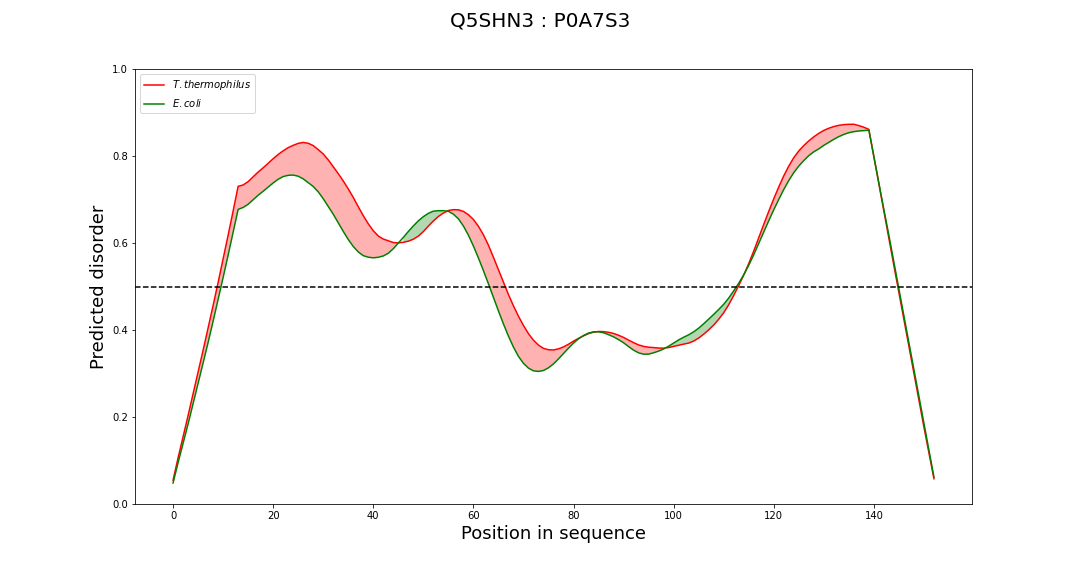 Q5SHN3 : P0A7S3
T. thermophilus
E. coli
1.0
0.8
0.6
0.4
0.2
0.0
Predicted disorder
0 20 40 60 80 100 120 140
Position in sequence